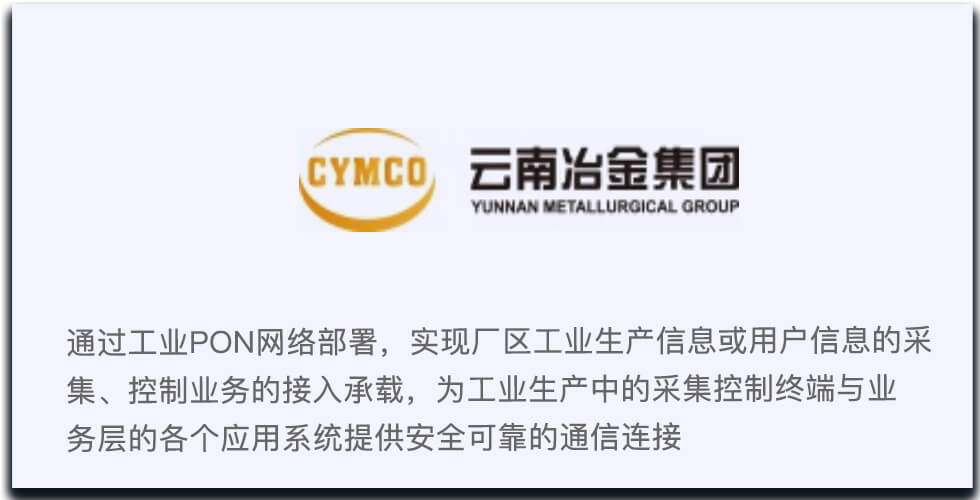 CYMCO
云南冶金集团
YUNNAN METALLURGICAL GROUP
通过工业PON网络部署，实现厂区工业生产信息或用户信息的采
集、控制业务的接入承载，为工业生产中的采集控制终端与业
务层的各个应用系统提供安全可靠的通信连接